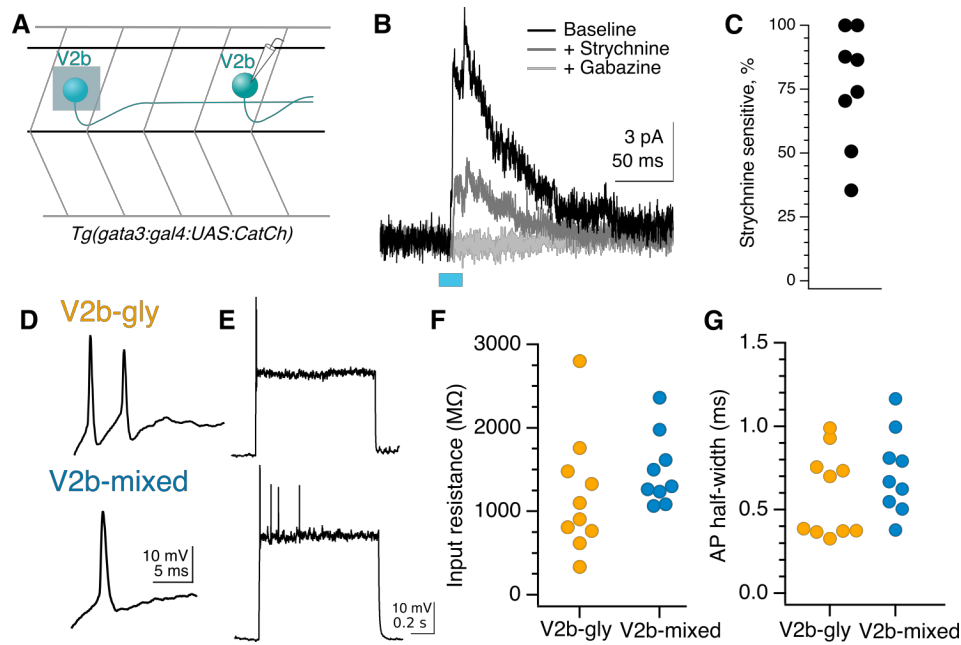 A
V2b
V2b
Tg(gata3:gal4:UAS:CatCh)
B
Baseline
+ Strychnine
+ Gabazine
3 pA
50 ms
C
Strychnine sensitive, %
100
75
50
25
0
D
V2b-gly
V2b-mixed
10 mV
5 ms
E
10 mV
0.2 s
F
Input resistance (MΩ)
3000
2000
1000
0
V2b-gly
V2b-mixed
G
AP half-width (ms)
1.5
1.0
0.5
0.0
V2b-gly
V2b-mixed